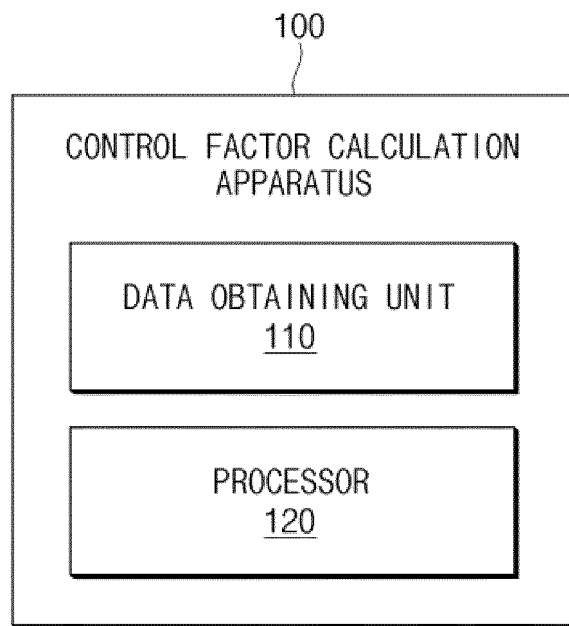 100
CONTROL FACTOR CALCULATION
APPARATUS
DATA OBTAINING UNIT
110
PROCESSOR
120